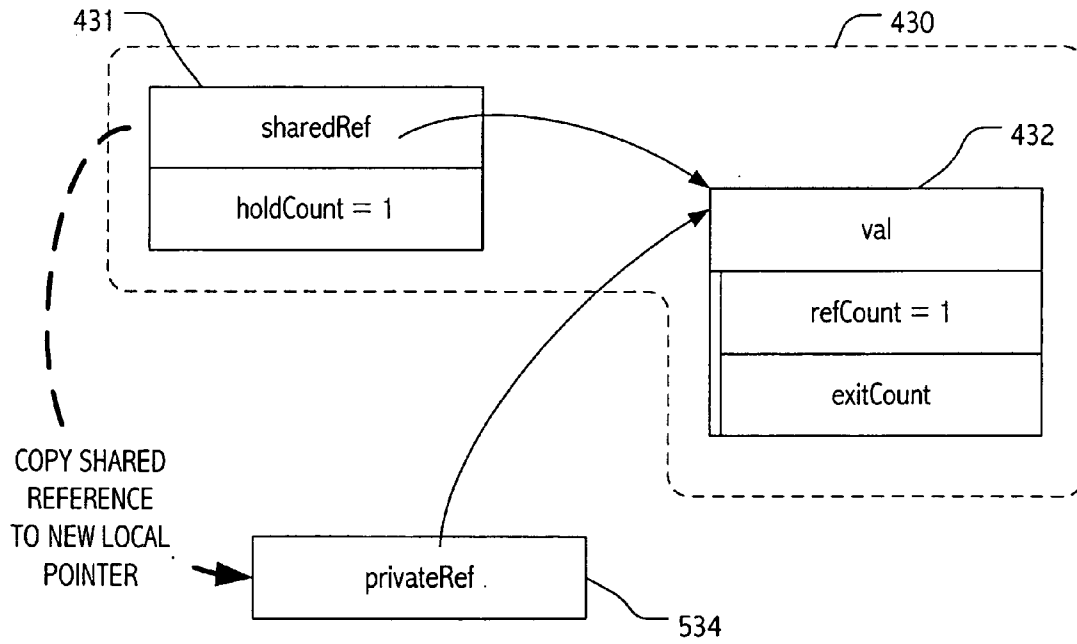 431
430
sharedRef
432
holdCount = 1
val
refCount = 1
exitCount
COPY SHARED
REFERENCE
TO NEW LOCAL
POINTER
privateRef
534